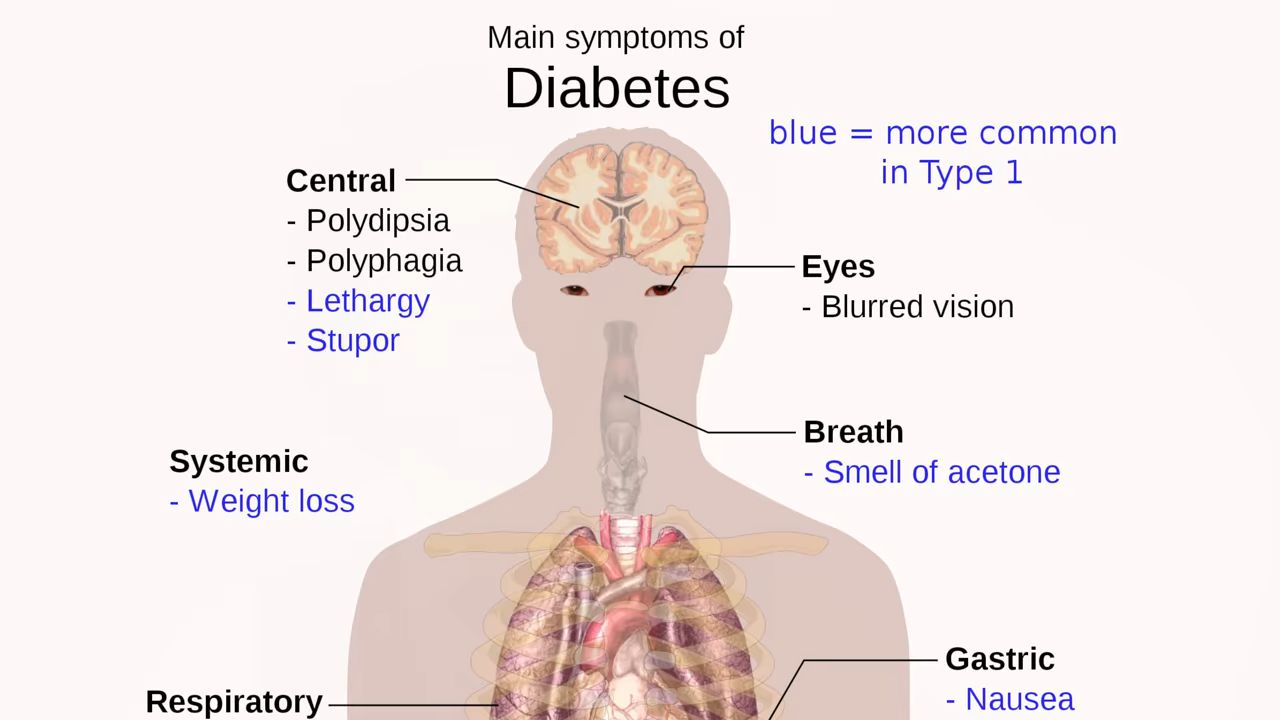 Main symptoms of
Diabetes
blue = more common
in Type 1
Central
- Polydipsia
- Polyphagia
- Lethargy
- Stupor
Eyes
- Blurred vision
Breath
- Smell of acetone
Systemic
- Weight loss
Gastric
- Nausea
Respiratory